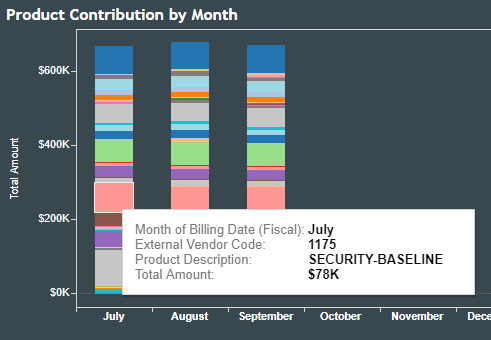 Product Contribution by Month
$600K
$400K
$200K
$0K
Total Amount
Month of Billing Date (Fiscal): July
External Vendor Code: 1175
Product Description: SECURITY-BASELINE
Total Amount: $78K
July August September October November Dece